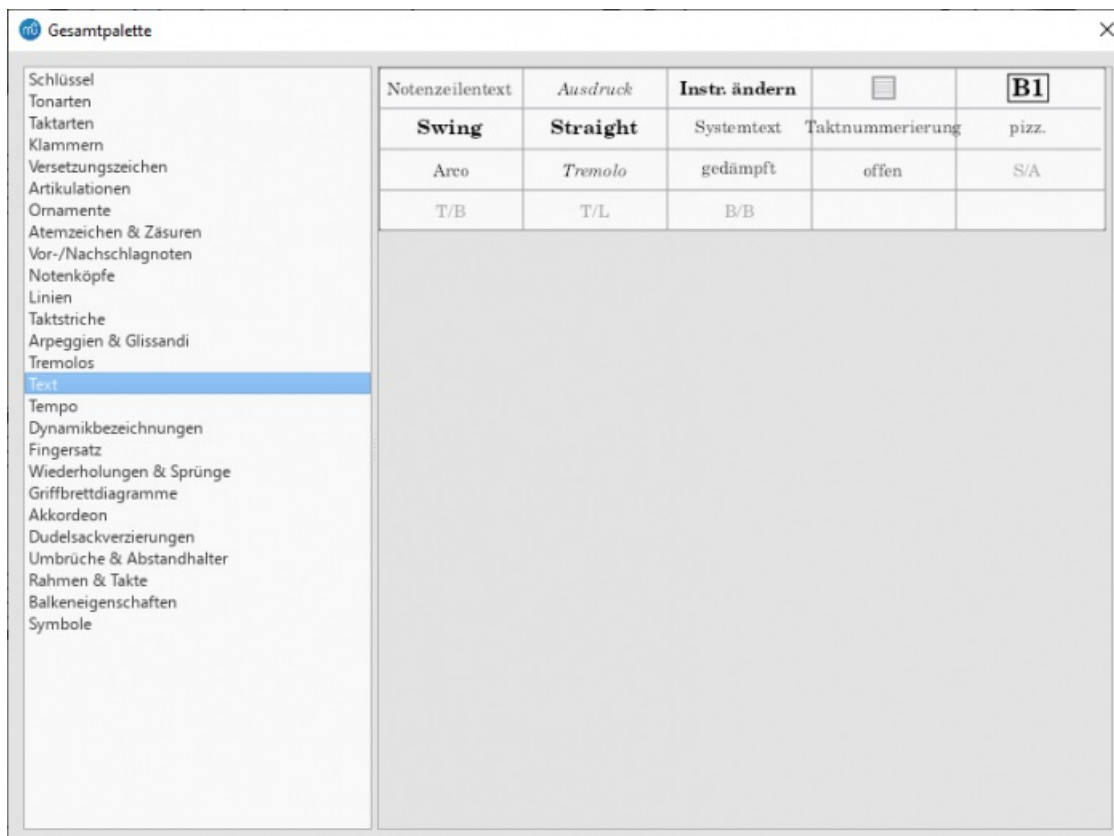 Gesamtpalette
Schlüssel
Tonarten
Taktarten
Klammern
Versetzungszeichen
Artikulationen
Ornamente
Atemzeichen & Zäsuren
Vor-/Nachschlagnoten
Notenköpfe
Linien
Taktstriche
Arpeggien & Glissandi
Tremolos
Text
Tempo
Dynamikbezeichnungen
Fingersatz
Wiederholungen & Sprünge
Griffbrettdiagramme
Akkordeon
Dudelsackverzierungen
Umbrüche & Abstandhalter
Rahmen & Takte
Balkeneigenschaften
Symbole
Notenzeilentext Ausdruck Instr. ändern B1
Swing Straight Systemtext Taktnummerierung pizz.
Arco Tremolo gedämpft offen S/A
T/B T/L B/B